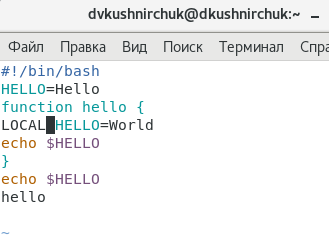 dvkushnirchuk@dkushnirchuk:~
Файл Правка Вид Поиск Терминал Спра
#!/bin/bash
HELLO=Hello
function hello {
LOCAL HELLO=World
echo $HELLO
}
echo $HELLO
hello
~